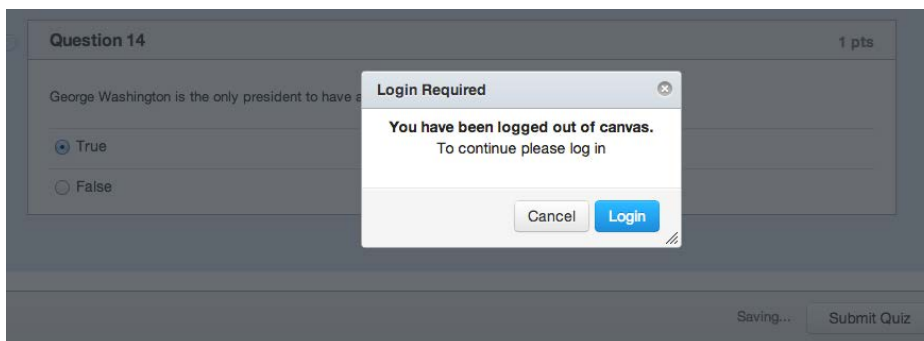 Question 14
1 pts
George Washington is the only president to have a
True
False
Login Required
You have been logged out of canvas.
To continue please log in
Cancel
Login
Saving...
Submit Quiz